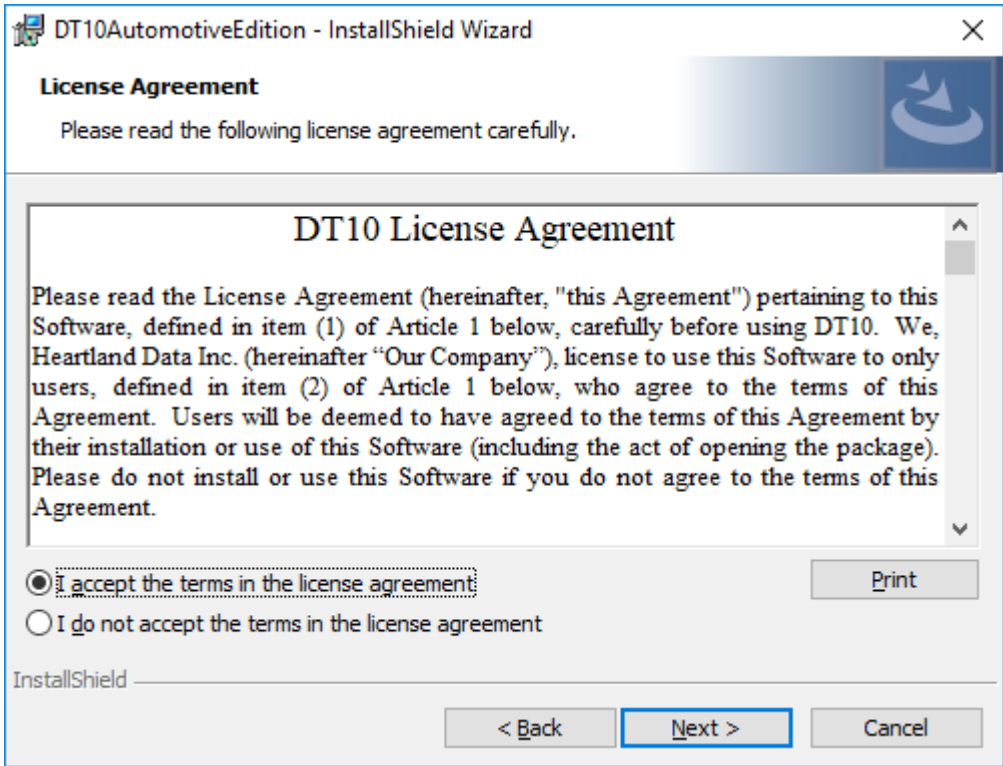 DT10AutomotiveEdition - InstallShield Wizard
License Agreement
Please read the following license agreement carefully.
DT10 License Agreement
Please read the License Agreement (hereinafter, "this Agreement") pertaining to this
Software, defined in item (1) of Article 1 below, carefully before using DT10.  We,
Heartland Data Inc. (hereinafter “Our Company”), license to use this Software to only
users, defined in item (2) of Article 1 below, who agree to the terms of this
Agreement.  Users will be deemed to have agreed to the terms of this Agreement by
their installation or use of this Software (including the act of opening the package).
Please do not install or use this Software if you do not agree to the terms of this
Agreement.
I accept the terms in the license agreement
Print
I do not accept the terms in the license agreement
InstallShield
< Back
Next >
Cancel